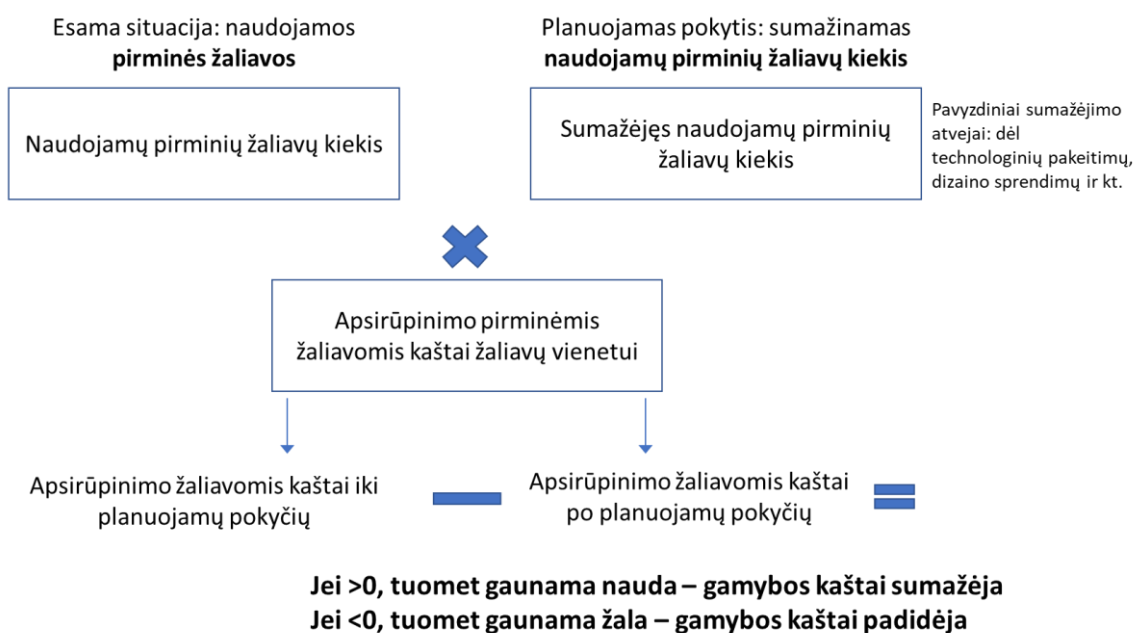 Esama situacija: naudojamos
pirminės žaliavos
Planuojamas pokytis: sumažinamas
naudojamų pirminių žaliavų kiekis
Naudojamų pirminių žaliavų kiekis
Sumažėjęs naudojamų pirminių
žaliavų kiekis
Pavyzdiniai sumažėjimo
atvejai: dėl
technologinių pakeitimų,
dizaino sprendimų ir kt.
Apsirūpinimo pirminėmis
žaliavomis kaštai žaliavų vienetui
Apsirūpinimo žaliavomis kaštai iki
planuojamų pokyčių
Apsirūpinimo žaliavomis kaštai
po planuojamų pokyčių
Jei >0, tuomet gaunama nauda – gamybos kaštai sumažėja
Jei <0, tuomet gaunama žala – gamybos kaštai padidėja